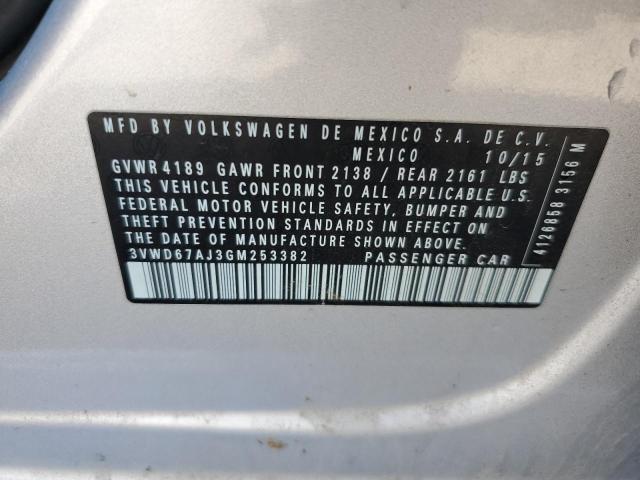 MFD BY VOLKSWAGEN DE MEXICO S.A. DE C.V.
MEXICO 10/15
GVWR 4189 GAWR FRONT 2138 / REAR 2161 LBS
THIS VEHICLE CONFORMS TO ALL APPLICABLE U.S.
FEDERAL MOTOR VEHICLE SAFETY, BUMPER AND
THEFT PREVENTION STANDARDS IN EFFECT ON
THE DATE OF MANUFACTURE SHOWN ABOVE.
3VWD67AJ3GM253382 PASSENGER CAR
4126858 3156 M